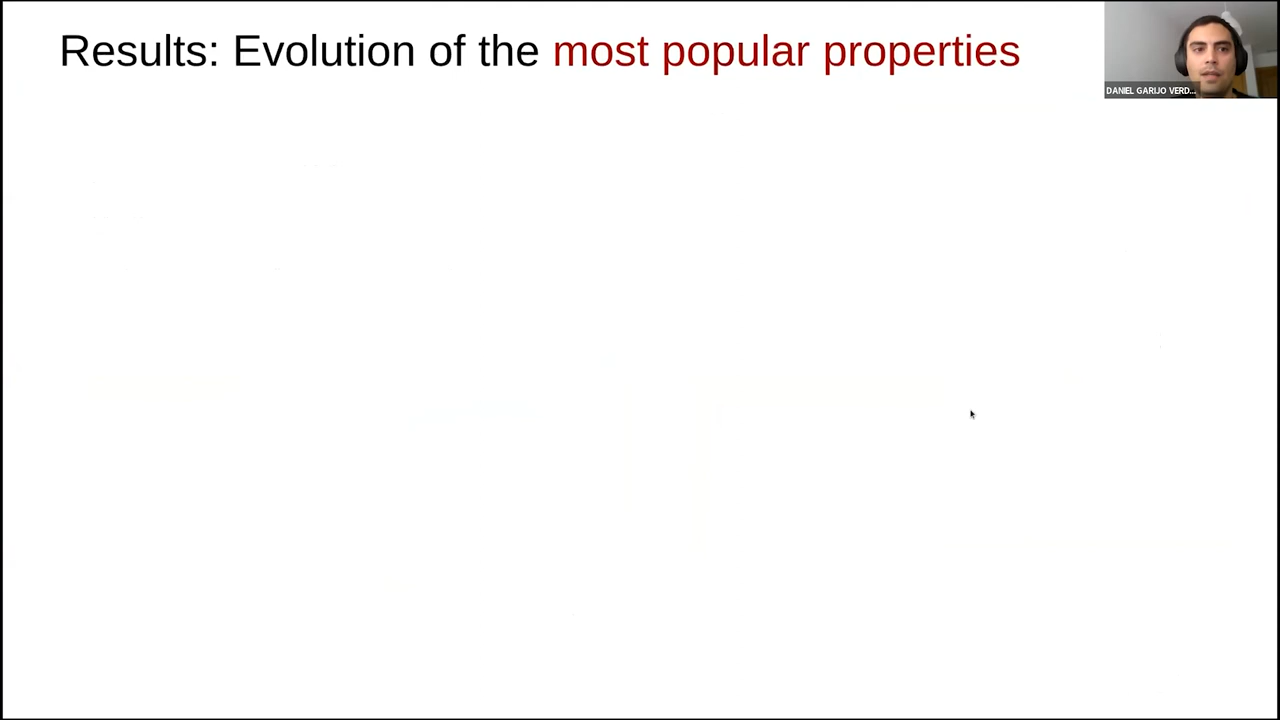 Results: Evolution of the most popular properties
DANIEL GARIJO VERD...